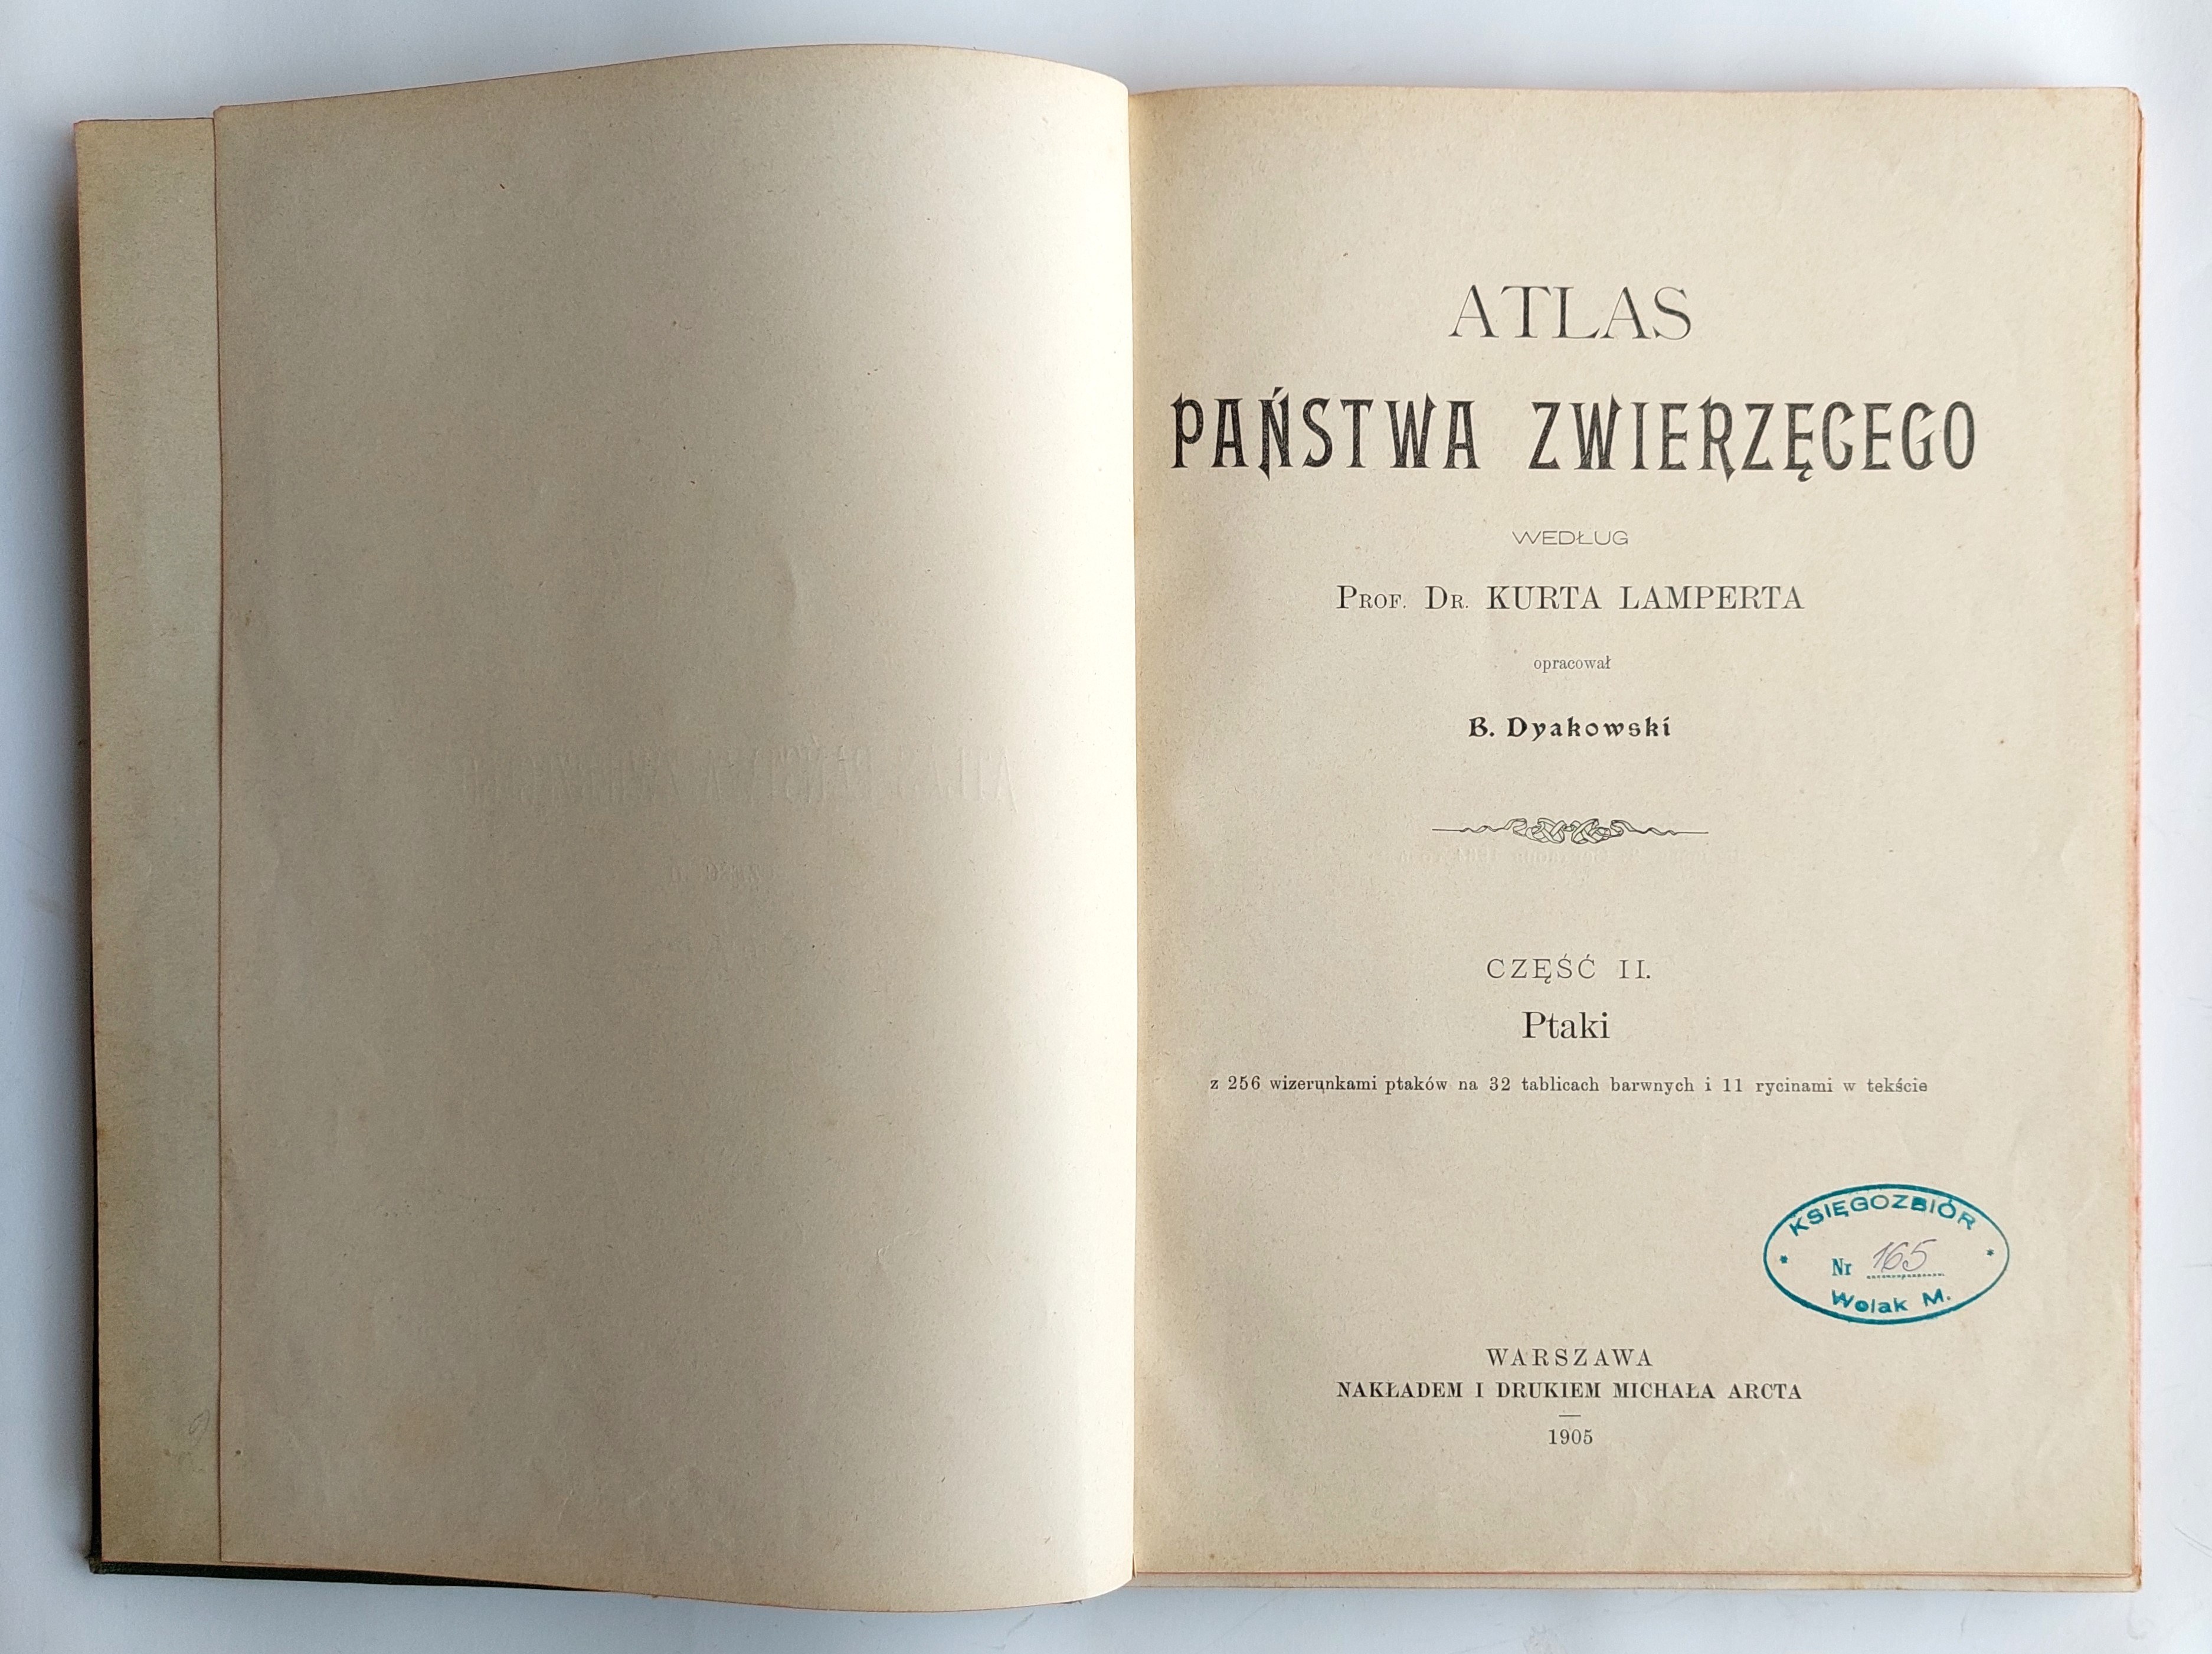 ATLAS
PAŃSTWA ZWIERZĘCEGO
WEDŁUG
PROF. DR. KURTA LAMPERTA
opracował
B. Dyakowski
CZĘŚĆ II.
Ptaki
z 256 wizerunkami ptaków na 32 tablicach barwnych i 11 rycinami w tekście
KSIĘGOZBIÓR
Nr 165
Wolak M.
WARSZAWA
NAKŁADEM I DRUKIEM MICHAŁA ARCTA
1905